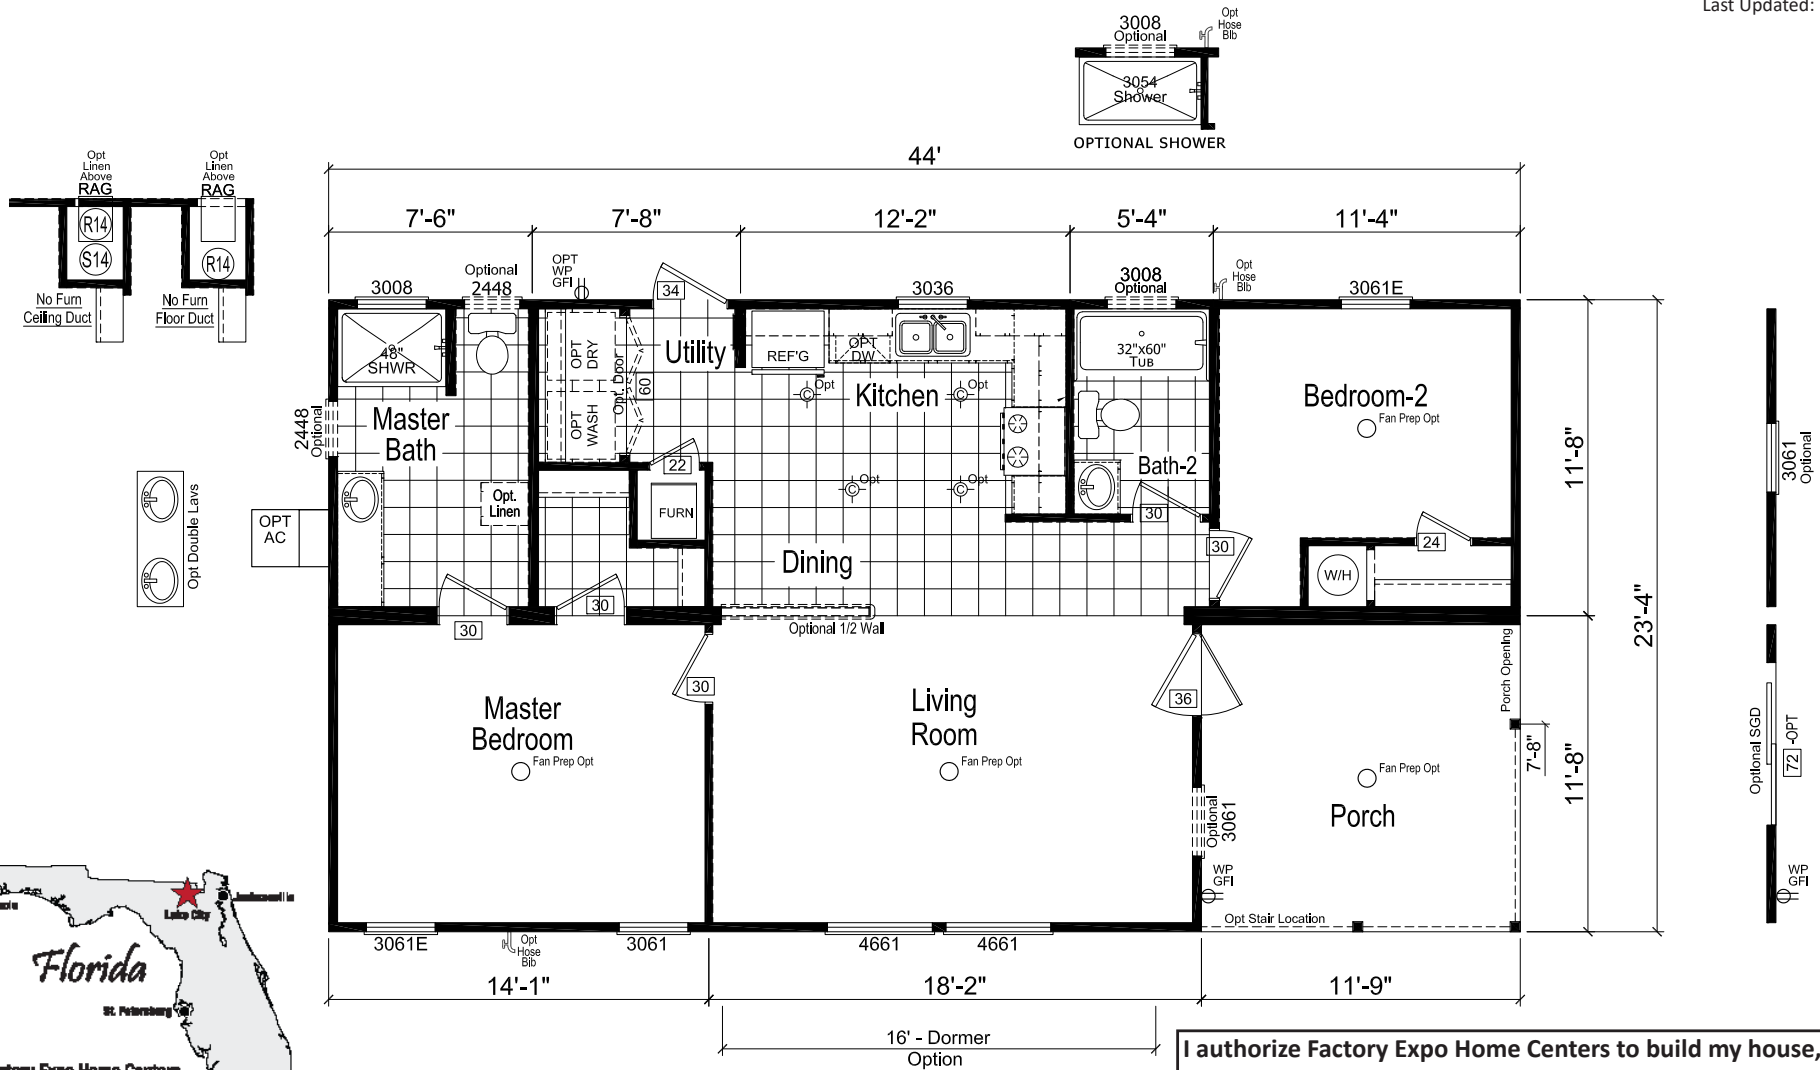 Last Updated:
3008
Optional
Opt
Hose
Bib
3054
Shower
OPTIONAL SHOWER
Opt
Linen
Above
RAG
R14
S14
No Furn
Ceiling Duct
Opt
Linen
Above
RAG
R14
No Furn
Floor Duct
44'
7'-6"
7'-8"
12'-2"
5'-4"
11'-4"
3008
Optional
2448
OPT
WP
GFI
34
3036
3008
Optional
Opt
Hose
Bib
3061E
48"
SHWR
OPT
DRY
OPT
WASH
Opt. Door
60
Utility
REF'G
OPT
DW
Kitchen
Opt
Opt
Opt
Opt
32"x60"
TUB
Bedroom-2
Fan Prep Opt
2448
Optional
Master
Bath
22
FURN
Opt.
Linen
Bath-2
30
30
24
W/H
Dining
OPT
AC
Opt Double Lavs
30
30
Optional 1/2 Wall
30
36
Master
Bedroom
Fan Prep Opt
Living
Room
Fan Prep Opt
Porch Opening
Fan Prep Opt
Porch
7'-8"
Optional
3061
WP
GFI
Opt Stair Location
11'-8"
11'-8"
23'-4"
3061
Optional
Optional SGD
72 -OPT
WP
GFI
3061E
Opt
Hose
Bib
3061
4661
4661
14'-1"
18'-2"
11'-9"
16' - Dormer
Option
Lake City
Jacksonville
Florida
St. Petersburg
Factory Expo Home Centers
I authorize Factory Expo Home Centers to build my house,